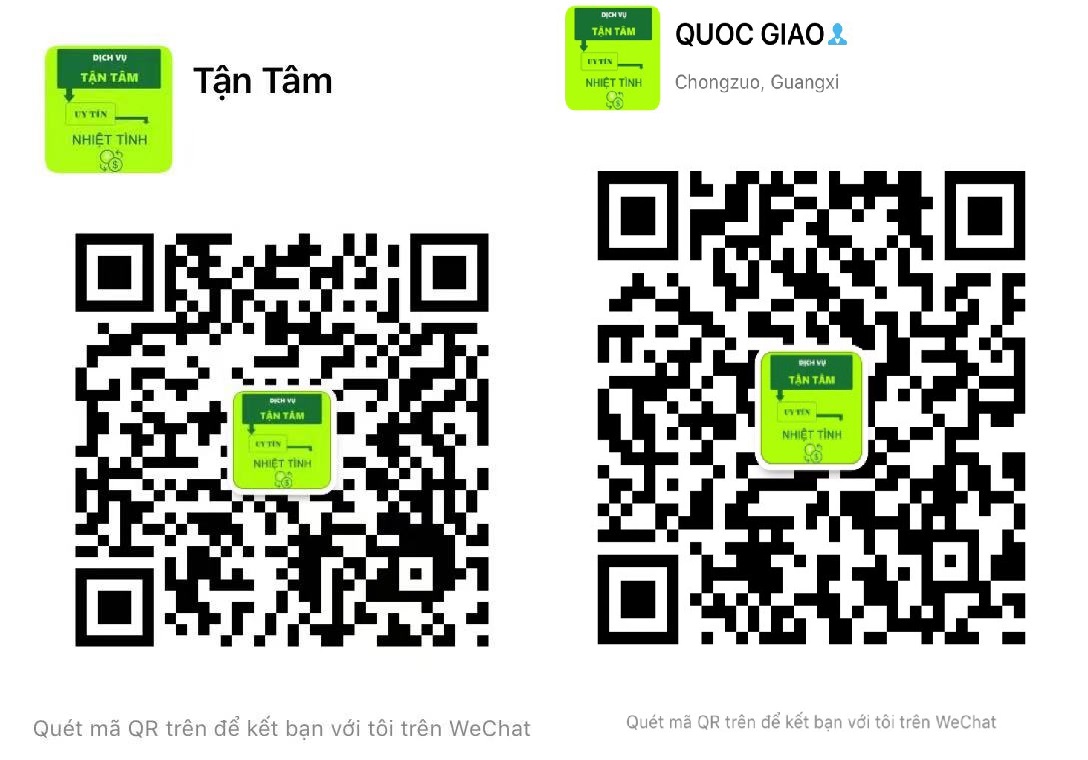 DỊCH VỤ
TẬN TÂM
UY TÍN
NHIỆT TÌNH
Tận Tâm
DỊCH VỤ
TẬN TÂM
UY TÍN
NHIỆT TÌNH
Quét mã QR trên để kết bạn với tôi trên WeChat
DỊCH VỤ
TẬN TÂM
UY TÍN
NHIỆT TÌNH
QUOC GIAO
Chongzuo, Guangxi
DỊCH VỤ
TẬN TÂM
UY TÍN
NHIỆT TÌNH
Quét mã QR trên để kết bạn với tôi trên WeChat